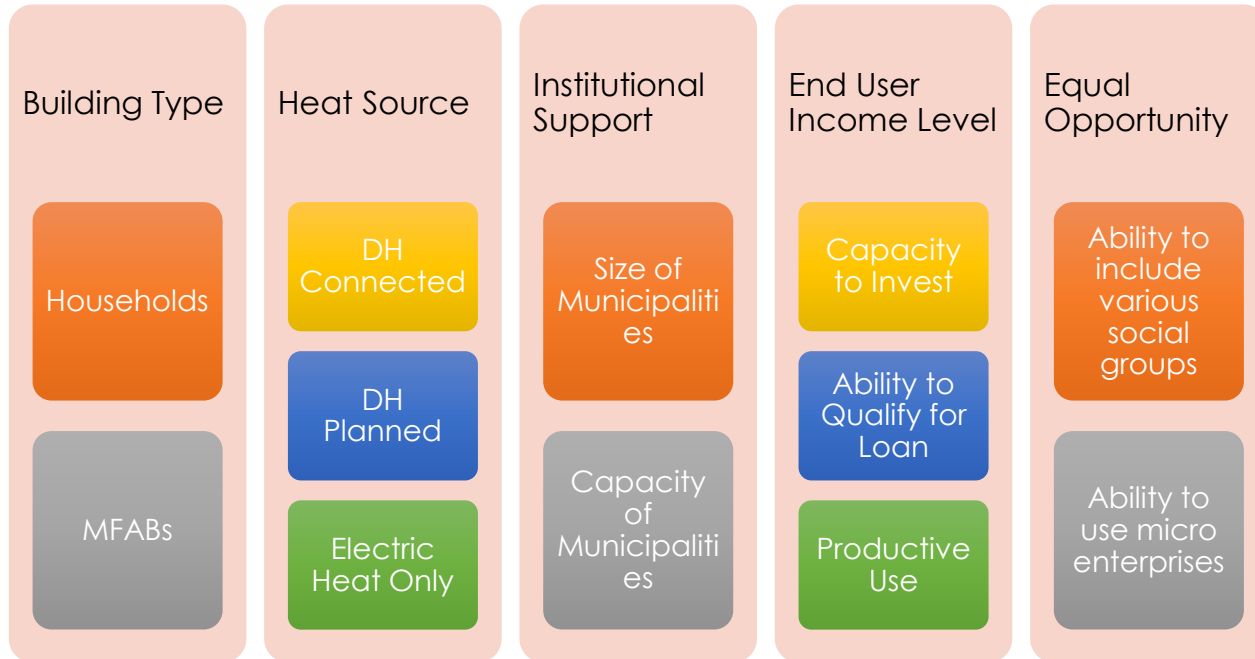 Building Type
Households
MFABs
Heat Source
DH
Connected
DH
Planned
Electric
Heat Only
Institutional
Support
Size of
Municipaliti
es
Capacity
of
Municipaliti
es
End User
Income Level
Capacity
to Invest
Ability to
Qualify for
Loan
Productive
Use
Equal
Opportunity
Ability to
include
various
social
groups
Ability to
use micro
enterprises